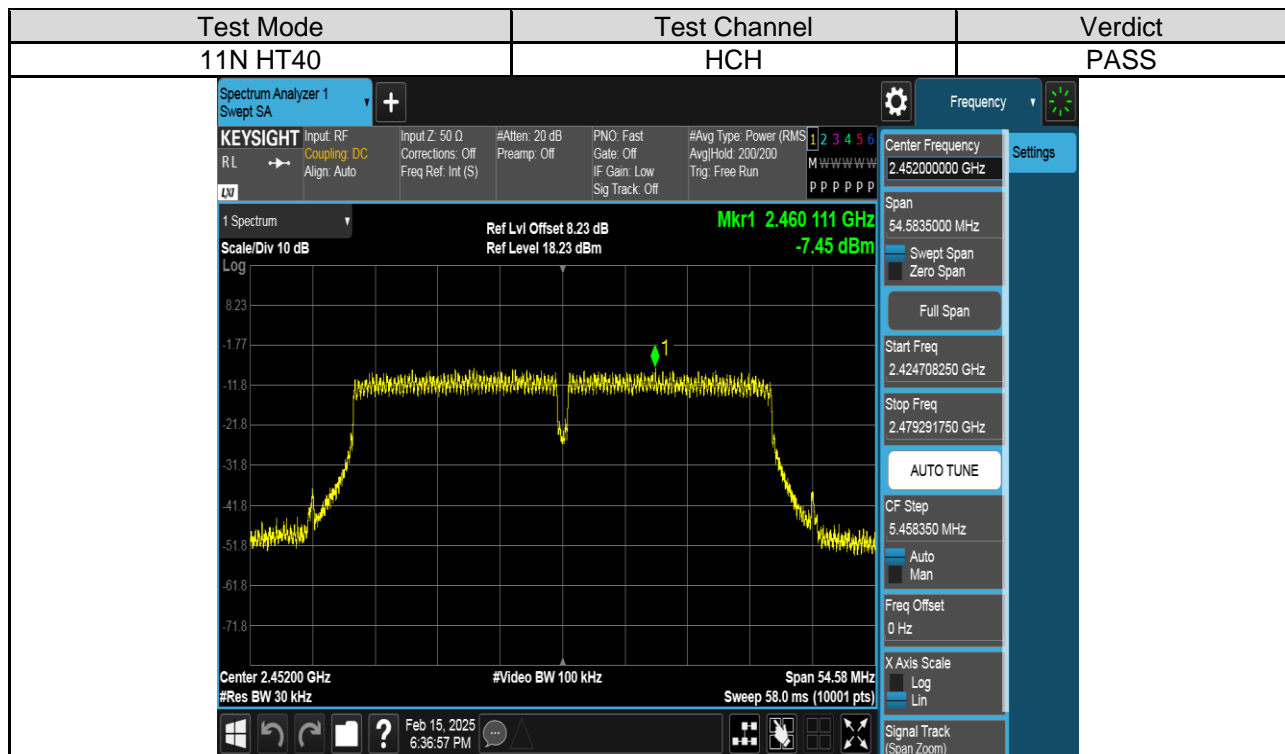 Test Mode Test Channel Verdict
11N HT40 HCH PASS
Spectrum Analyzer 1
Swept SA
+
Frequency
KEYSIGHT Input: RF Input Z: 50 Ω #Atten: 20 dB PNO: Fast #Avg Type: Power (RMS 1 2 3 4 5 6
R L Coupling: DC Corrections: Off Preamp: Off Gate: Off Avg|Hold: 200/200 M W W W W W
Align: Auto Freq Ref: Int (S) IF Gain: Low Trig: Free Run
LXI Sig Track: Off P P P P P P
1 Spectrum
Ref Lvl Offset 8.23 dB Mkr1 2.460 111 GHz
Scale/Div 10 dB Ref Level 18.23 dBm -7.45 dBm
Log
8.23
-1.77
1
-11.8
-21.8
-31.8
-41.8
-51.8
-61.8
-71.8
Center 2.45200 GHz #Video BW 100 kHz Span 54.58 MHz
#Res BW 30 kHz Sweep 58.0 ms (10001 pts)
?
Feb 15, 2025
6:36:57 PM
Center Frequency
2.452000000 GHz
Settings
Span
54.5835000 MHz
Swept Span
Zero Span
Full Span
Start Freq
2.424708250 GHz
Stop Freq
2.479291750 GHz
AUTO TUNE
CF Step
5.458350 MHz
Auto
Man
Freq Offset
0 Hz
X Axis Scale
Log
Lin
Signal Track
(Span Zoom)